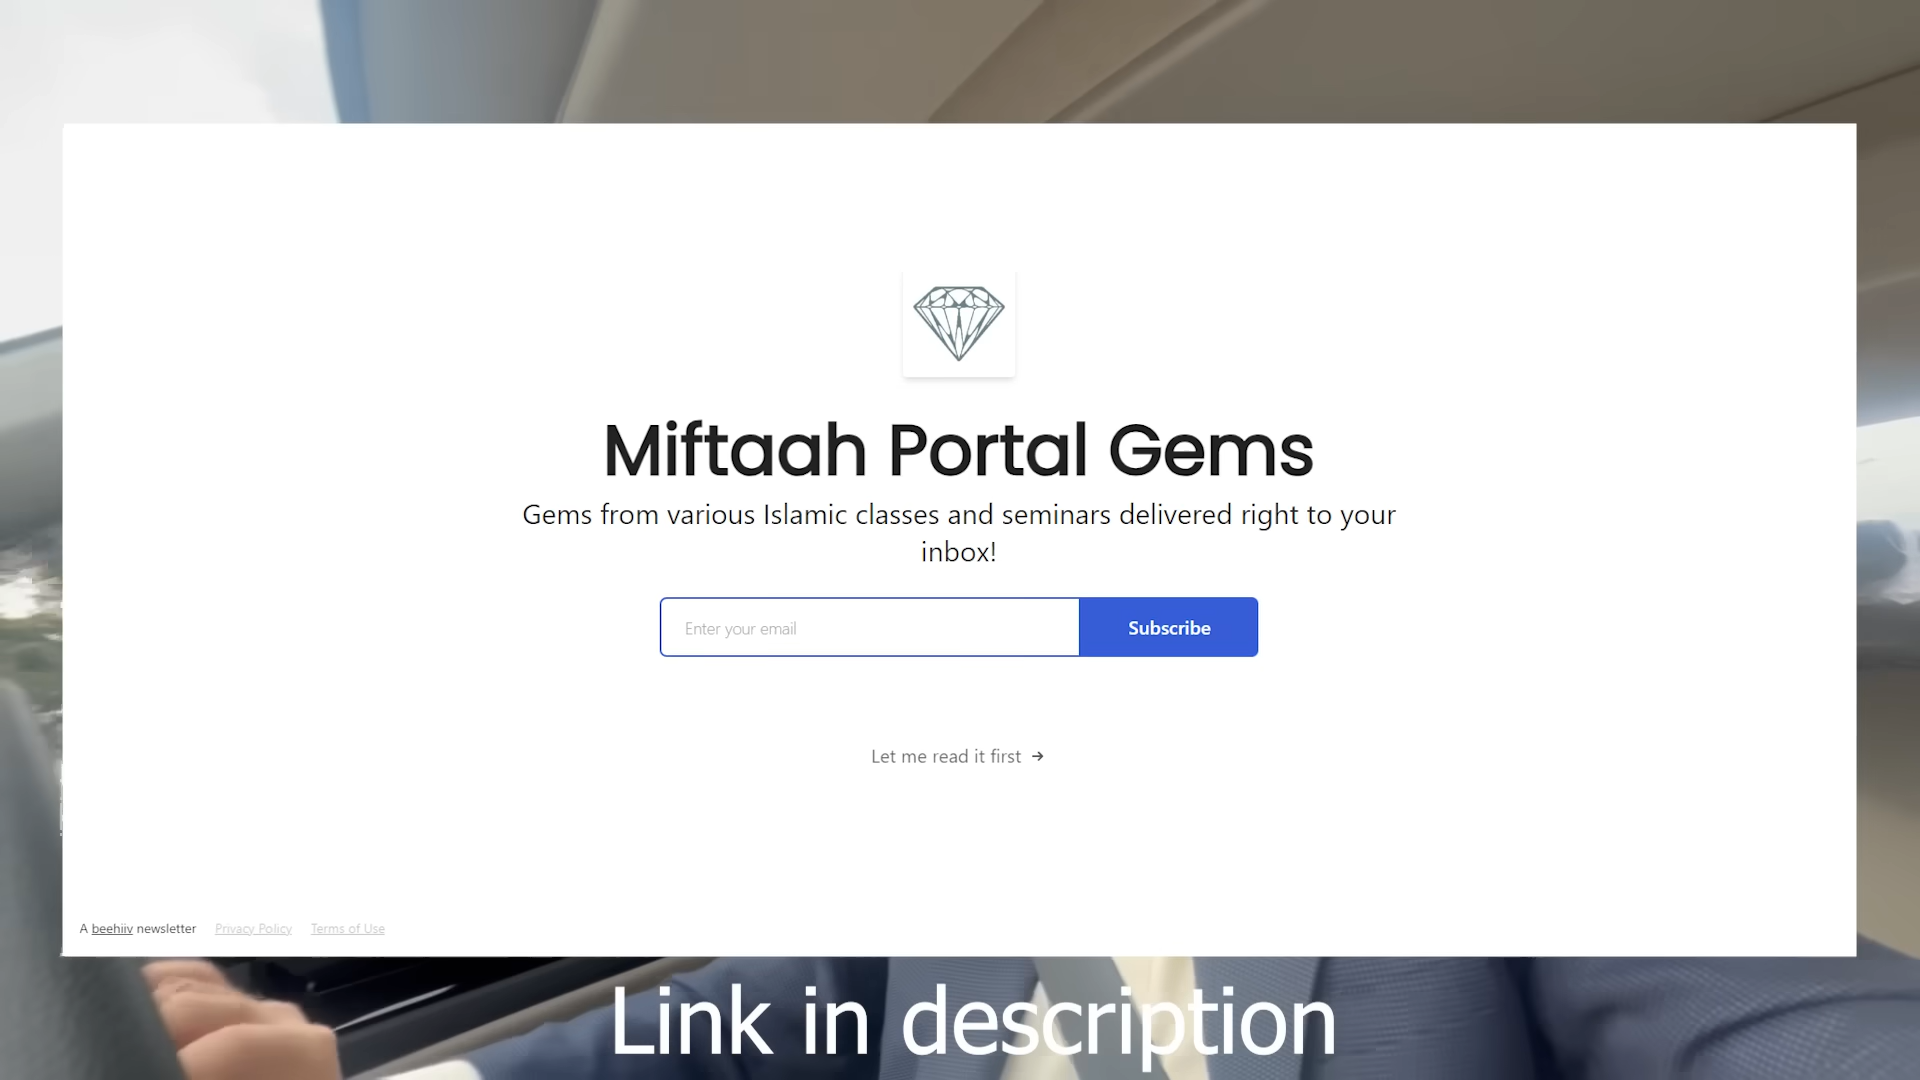 Miftaah Portal Gems
Gems from various Islamic classes and seminars delivered right to your
inbox!
Enter your email
Subscribe
Let me read it first →
A beehiiv newsletter Privacy Policy Terms of Use
Link in description